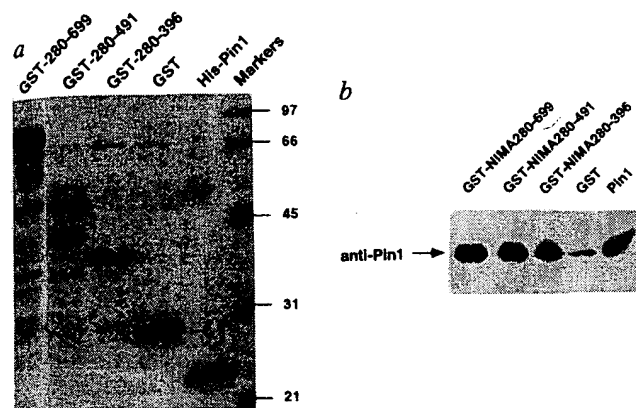 a
GST-280-699
GST-280-491
GST-280-396
GST
His-Pin1
Markers
97
66
45
31
21
b
GST-NIMA280-699
GST-NIMA280-491
GST-NIMA280-396
GST
Pin1
anti-Pin1